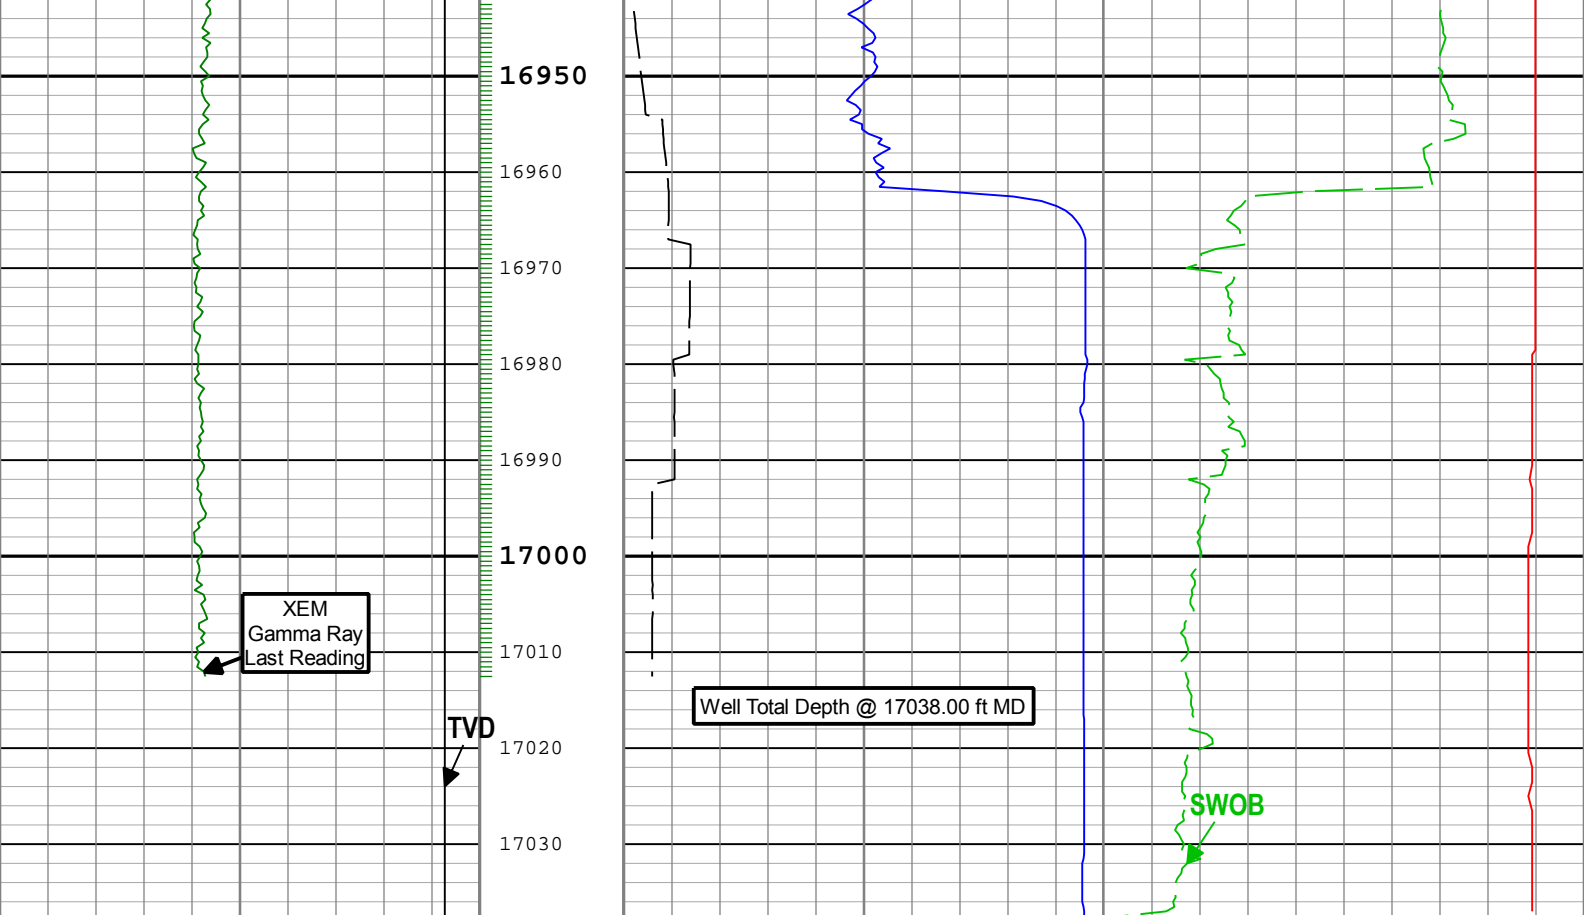 16950
16960
16970
16980
16990
17000
XEM
Gamma Ray
Last Reading
17010
Well Total Depth @ 17038.00 ft MD
TVD
17020
SWOB
17030